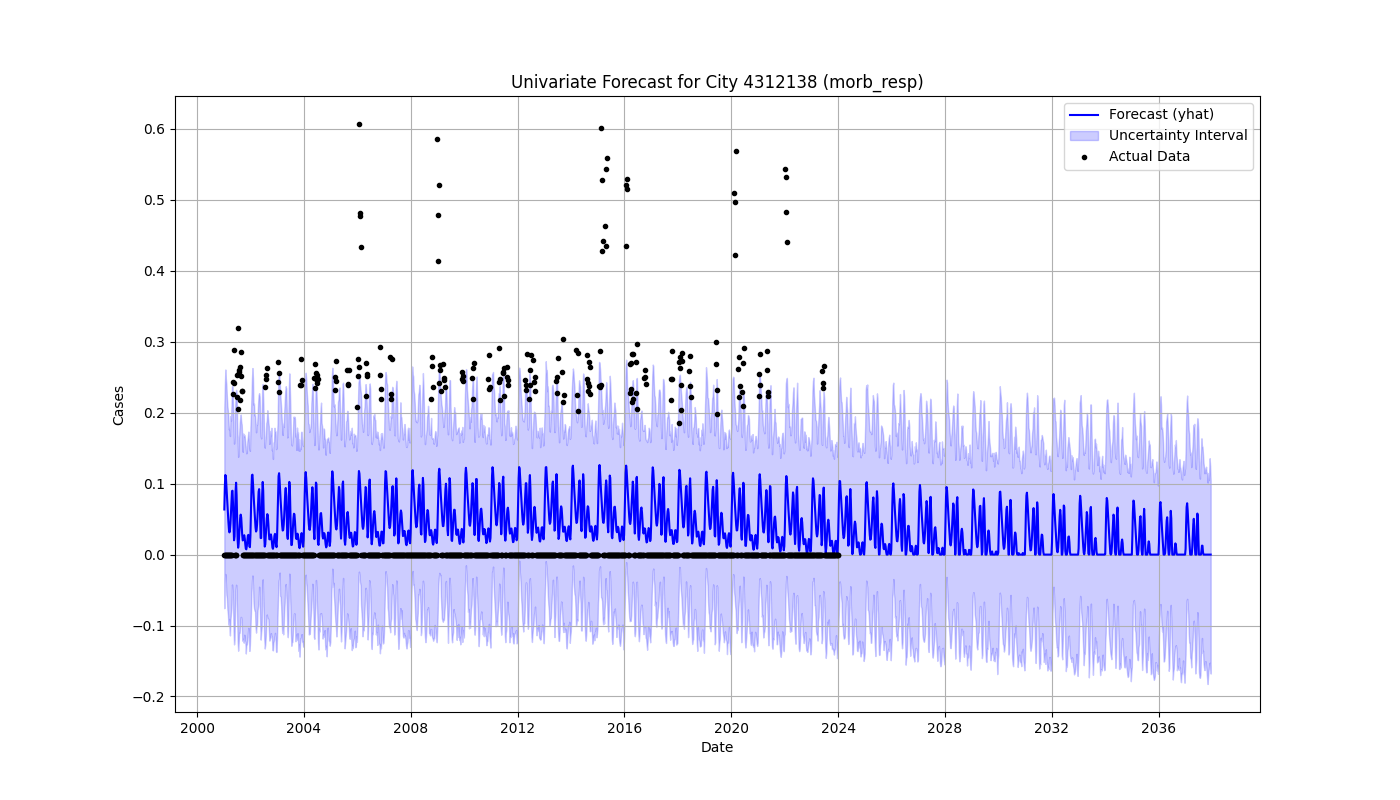 Univariate Forecast for City 4312138 (morb_resp)
Forecast (yhat)
Uncertainty Interval
Actual Data
Cases
0.6
0.5
0.4
0.3
0.2
0.1
0.0
−0.1
−0.2
2000 2004 2008 2012 2016 2020 2024 2028 2032 2036
Date